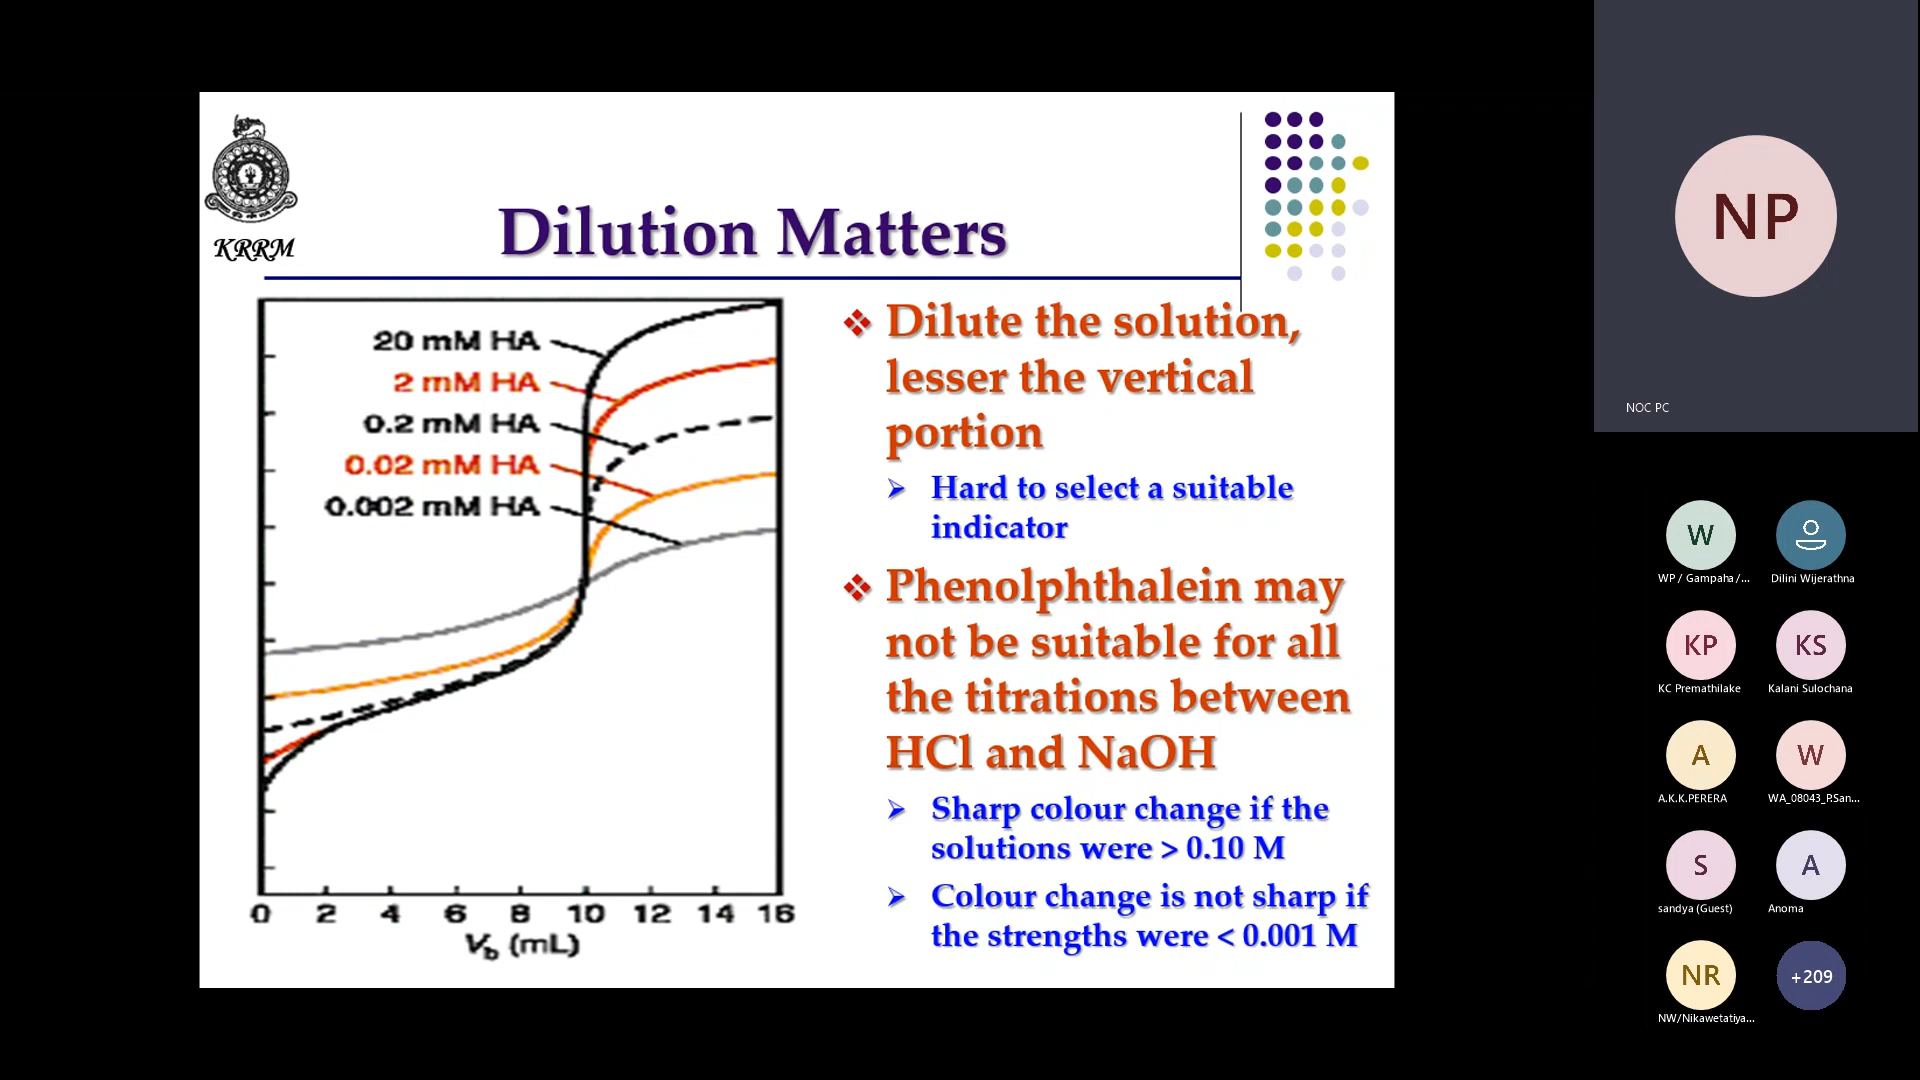 KRRM
Dilution Matters
20 mM HA
2 mM HA
0.2 mM HA
0.02 mM HA
0.002 mM HA
0 2 4 6 8 10 12 14 16
Vb (mL)
Dilute the solution,
lesser the vertical
portion
Hard to select a suitable
indicator
Phenolphthalein may
not be suitable for all
the titrations between
HCl and NaOH
Sharp colour change if the
solutions were > 0.10 M
Colour change is not sharp if
the strengths were < 0.001 M
NP
NOC PC
W
WP / Gampaha /...
Dilini Wijerathna
KP
KC Premathilake
KS
Kalani Sulochana
A
A.K.K.PERERA
W
WA_08043_P.San...
S
sandya (Guest)
A
Anoma
NR
NW/Nikawetatiya...
+209